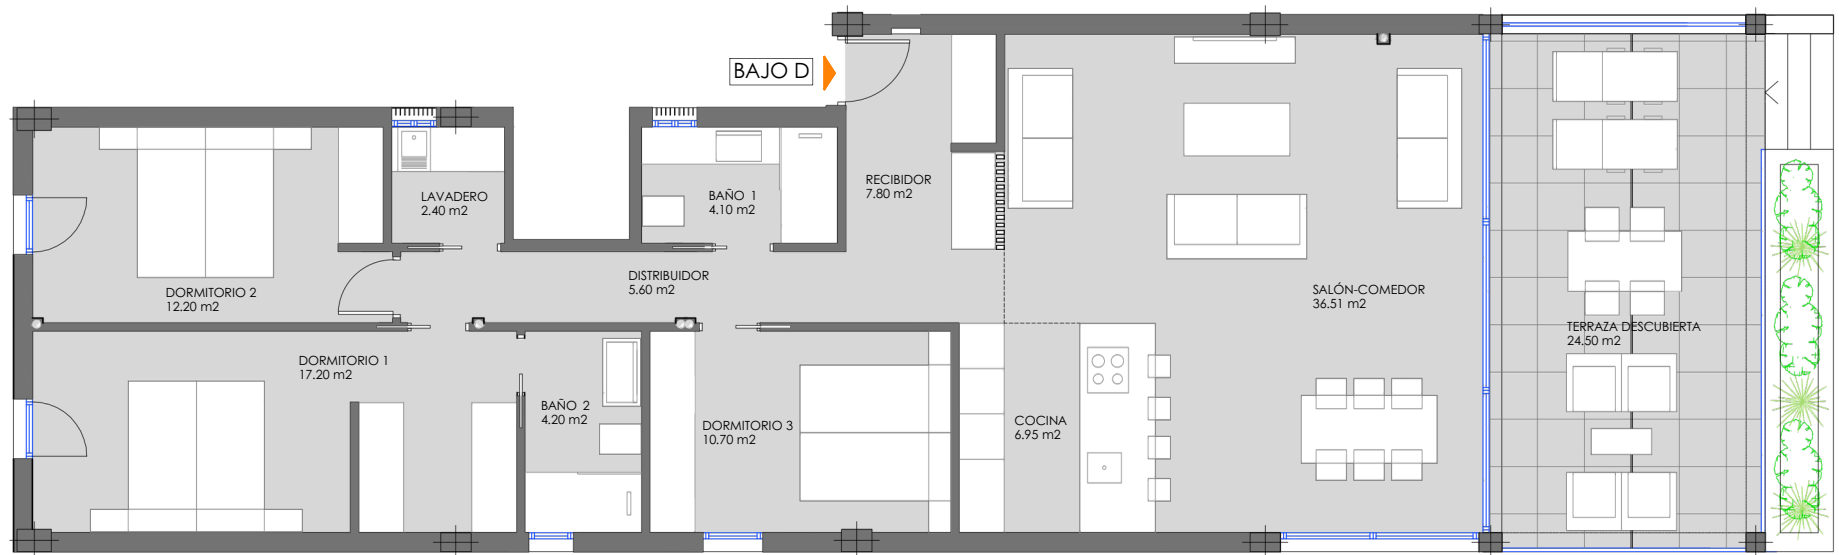 BAJO D
RECIBIDOR
7.80 m2
LAVADERO
2.40 m2
BAÑO 1
4.10 m2
DISTRIBUIDOR
5.60 m2
DORMITORIO 2
12.20 m2
SALÓN-COMEDOR
36.51 m2
TERRAZA DESCUBIERTA
24.50 m2
DORMITORIO 1
17.20 m2
BAÑO 2
4.20 m2
DORMITORIO 3
10.70 m2
COCINA
6.95 m2